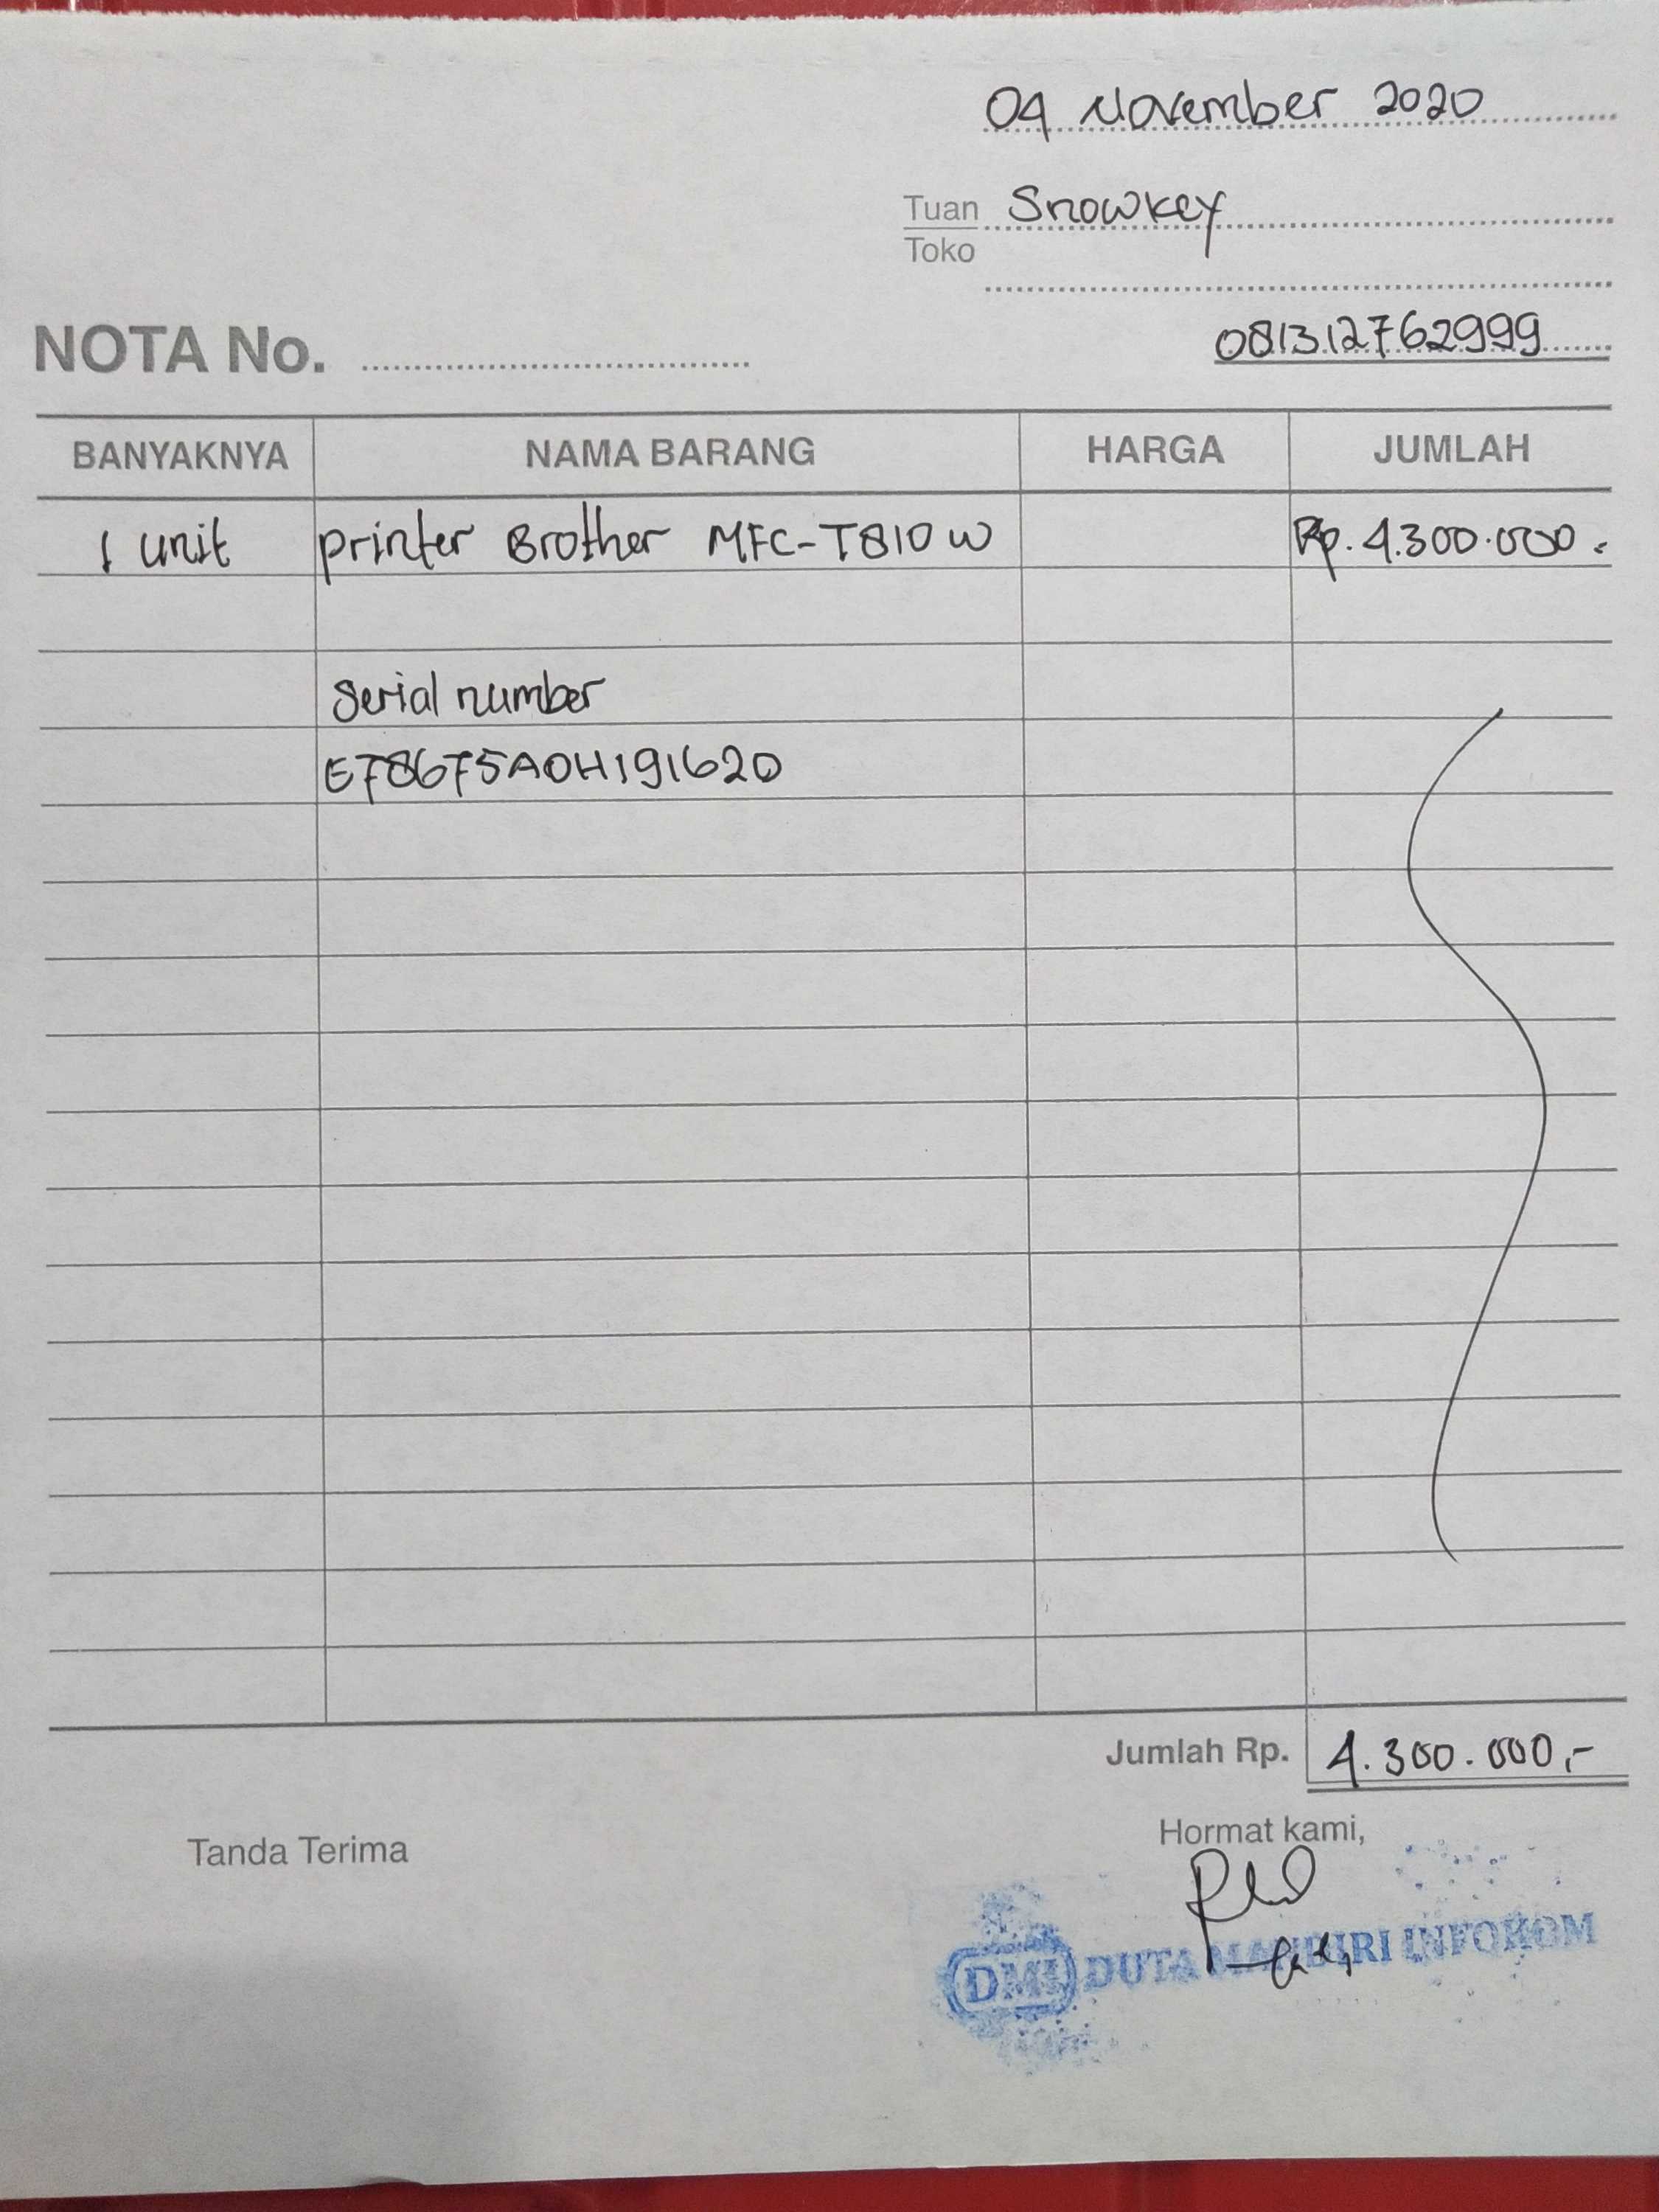 04 November 2020
Tuan Snowkey
Toko
NOTA No.
081312762999
BANYAKNYA NAMA BARANG HARGA JUMLAH
1 unit printer Brother MFC-T810W Rp. 4.300.000.
Serial number
E78675A0H191620
Jumlah Rp. 4.300.000,-
Tanda Terima
Hormat kami,
DMI DUTA MANDIRI INFOKOM